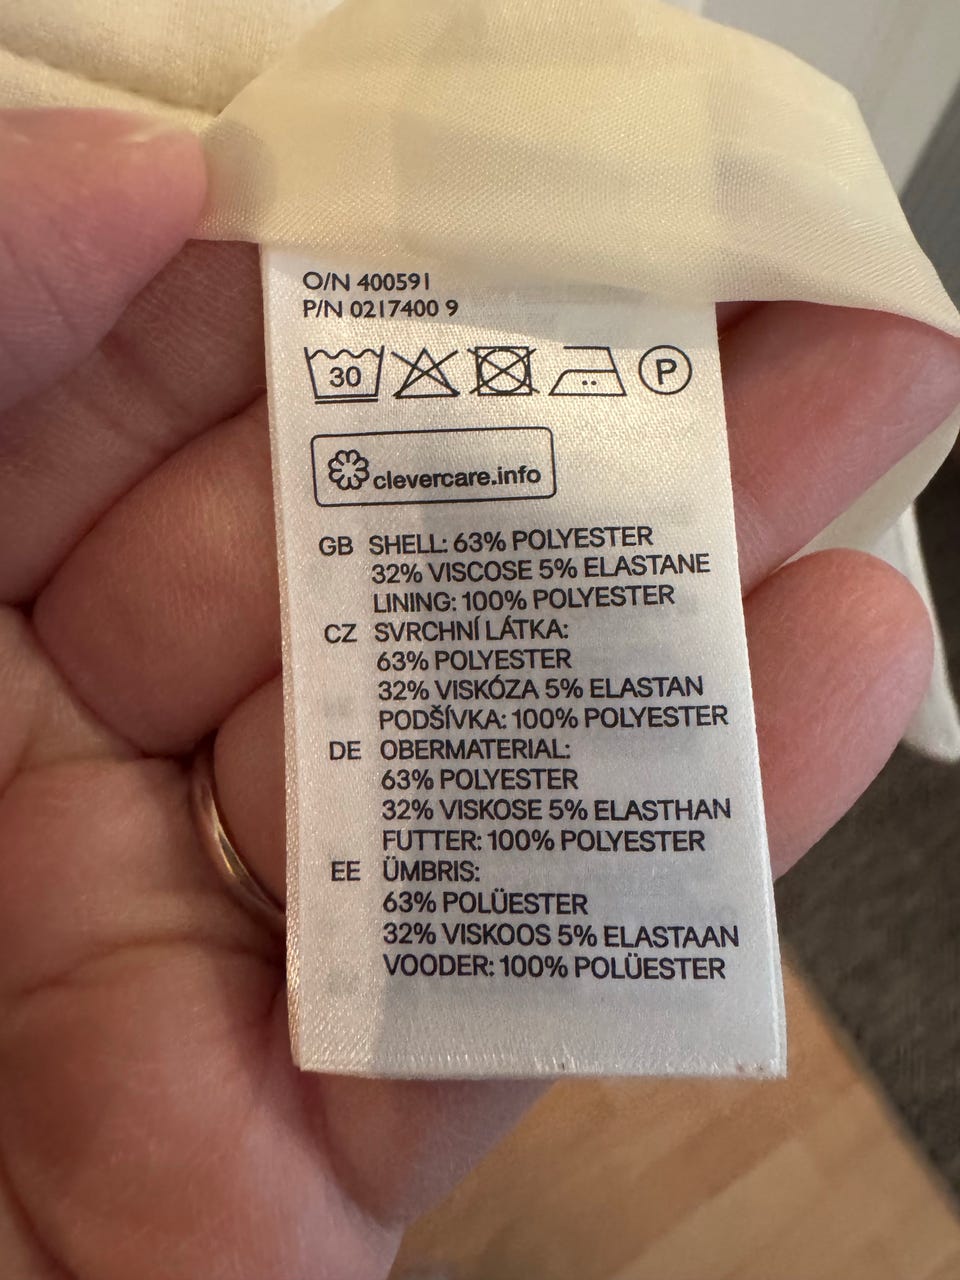 O/N 400591
P/N 0217400 9
30 P
clevercare.info
GB SHELL: 63% POLYESTER
32% VISCOSE 5% ELASTANE
LINING: 100% POLYESTER
CZ SVRCHNÍ LÁTKA:
63% POLYESTER
32% VISKÓZA 5% ELASTAN
PODŠÍVKA: 100% POLYESTER
DE OBERMATERIAL:
63% POLYESTER
32% VISKOSE 5% ELASTHAN
FUTTER: 100% POLYESTER
EE ÜMBRIS:
63% POLÜESTER
32% VISKOOS 5% ELASTAAN
VOODER: 100% POLÜESTER